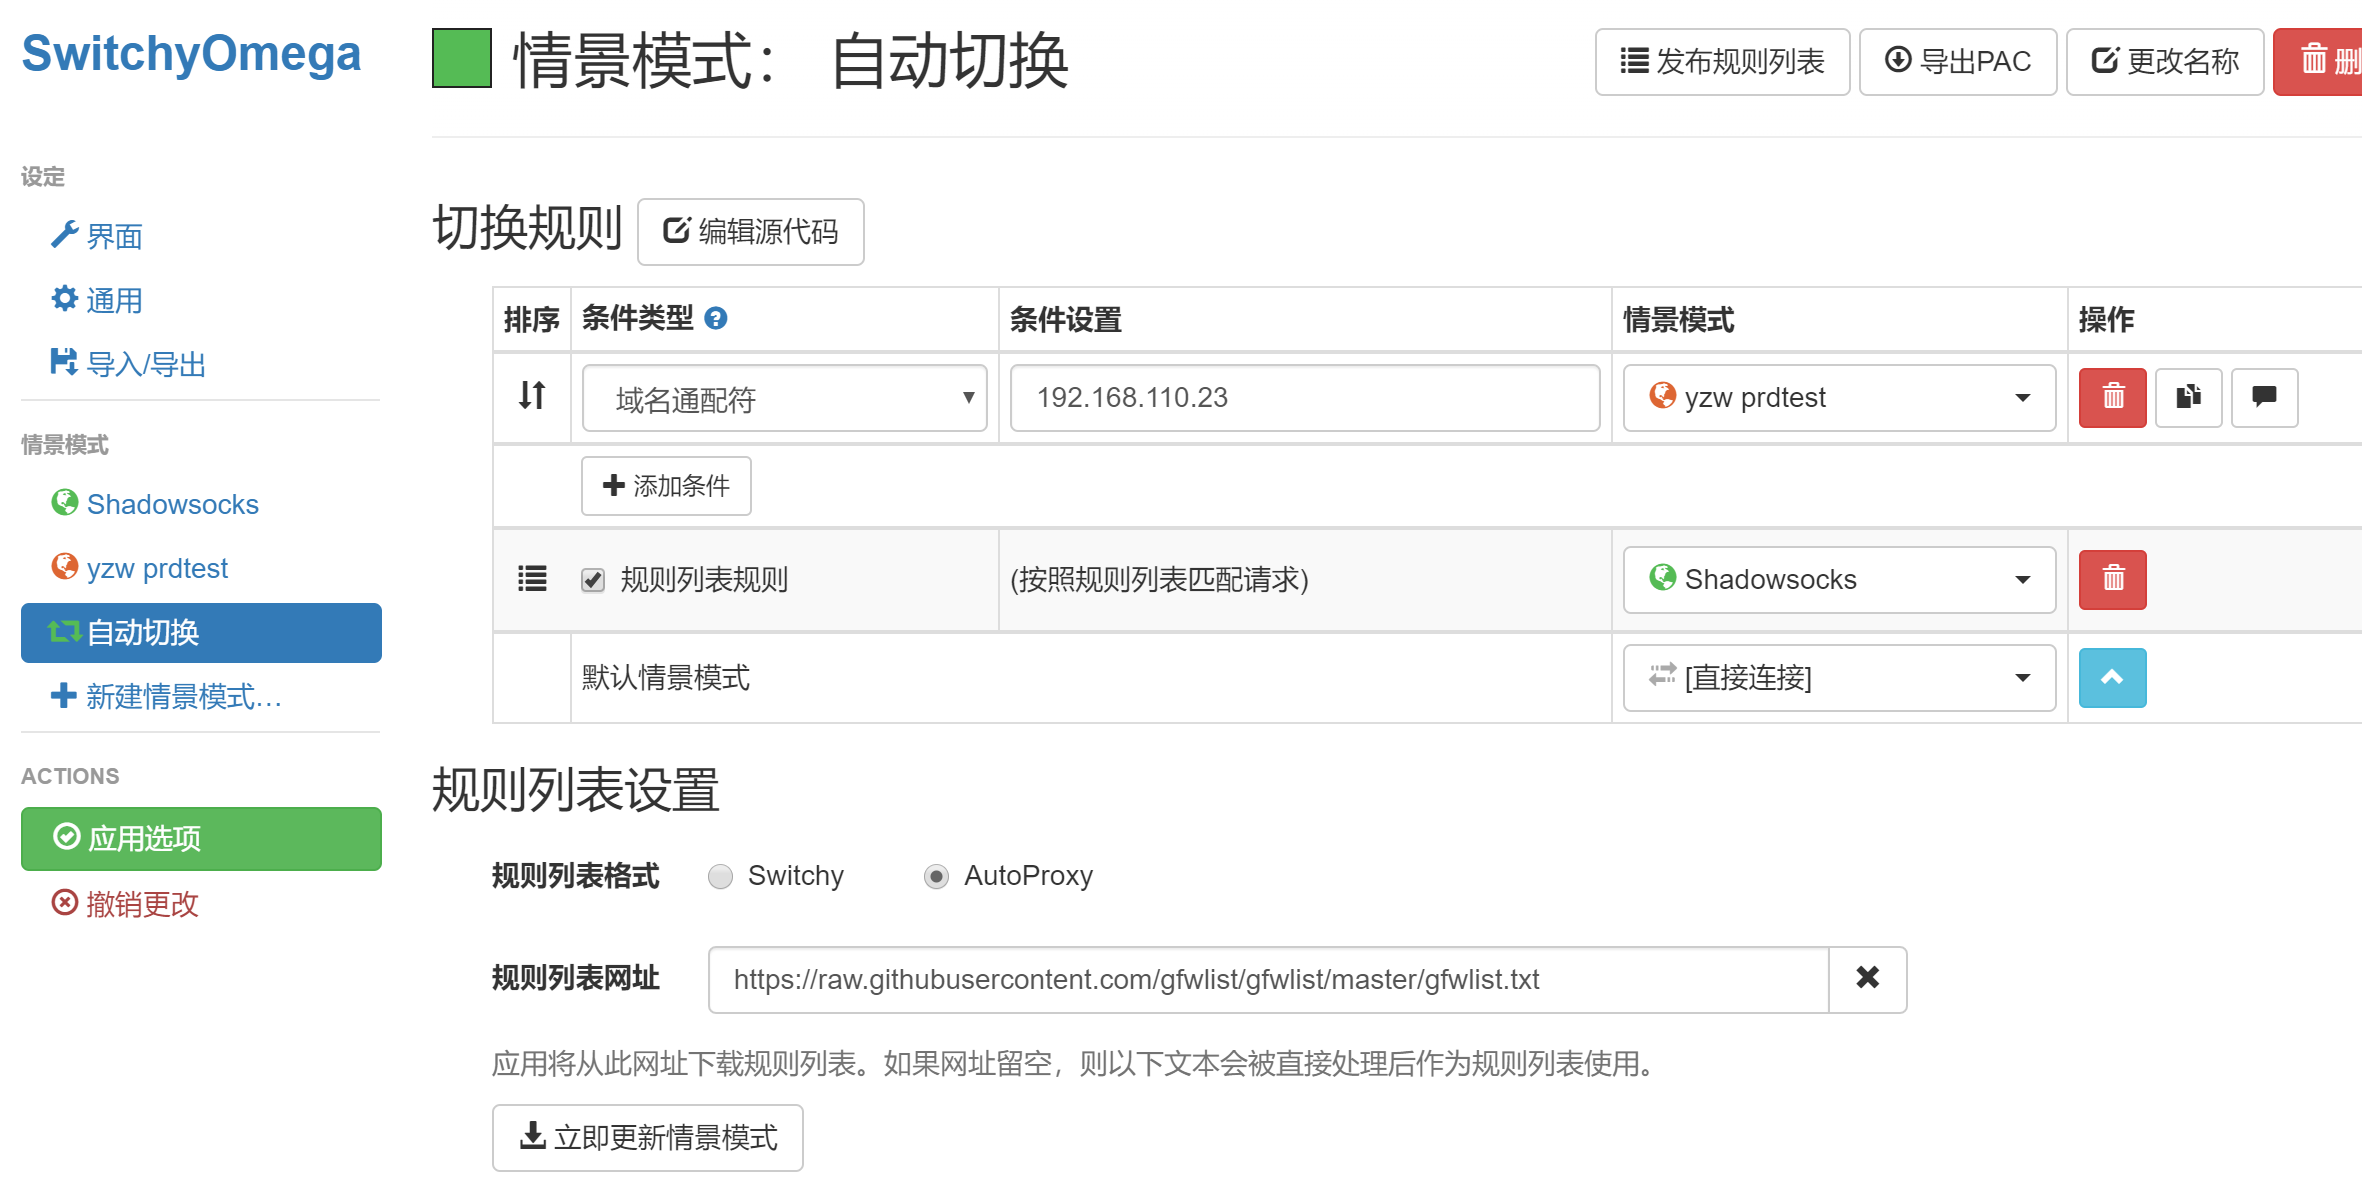 SwitchyOmega
设定
界面
通用
导入/导出
情景模式
Shadowsocks
yzw prdtest
自动切换
新建情景模式…
ACTIONS
应用选项
撤销更改
情景模式： 自动切换
发布规则列表 导出PAC 更改名称 删
切换规则 编辑源代码
排序 条件类型 条件设置 情景模式 操作
域名通配符 192.168.110.23 yzw prdtest
添加条件
规则列表规则 (按照规则列表匹配请求) Shadowsocks
默认情景模式 [直接连接]
规则列表设置
规则列表格式 Switchy AutoProxy
规则列表网址 https://raw.githubusercontent.com/gfwlist/gfwlist/master/gfwlist.txt
应用将从此网址下载规则列表。如果网址留空，则以下文本会被直接处理后作为规则列表使用。
立即更新情景模式